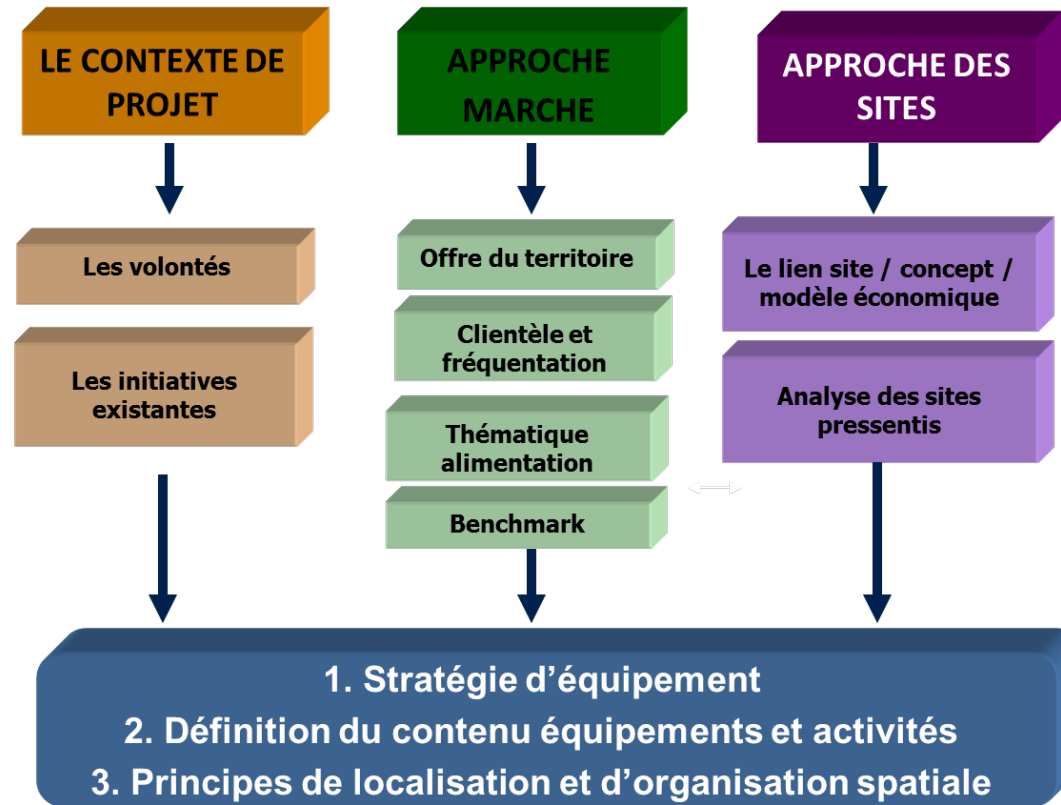 LE CONTEXTE DE
PROJET
Les volontés
Les initiatives
existantes
APPROCHE
MARCHE
Offre du territoire
Clientèle et
fréquentation
Thématique
alimentation
Benchmark
APPROCHE DES
SITES
Le lien site / concept /
modèle économique
Analyse des sites
pressentis
1. Stratégie d’équipement
2. Définition du contenu équipements et activités
3. Principes de localisation et d’organisation spatiale